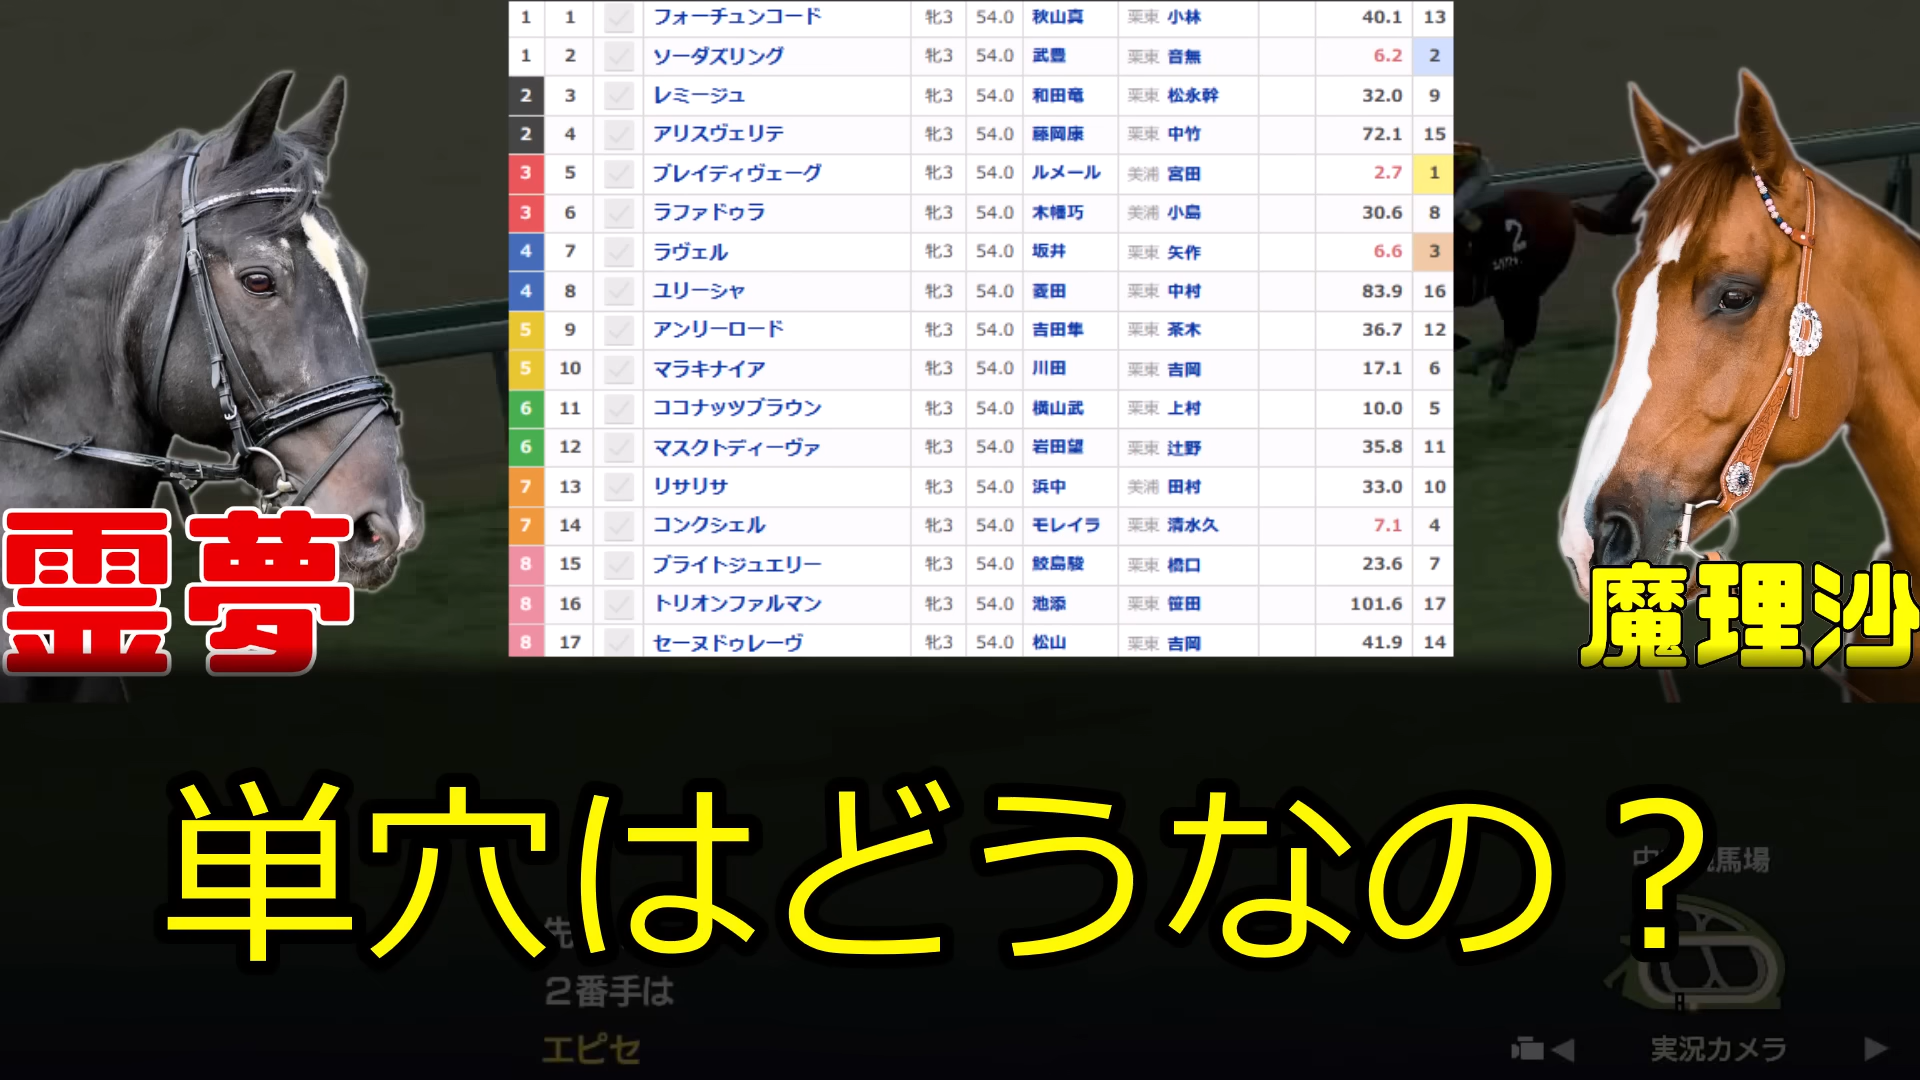 1 1 フォーチュンコード 牝3 54.0 秋山真 栗東 小林 40.1 13
1 2 ソーダズリング 牝3 54.0 武豊 栗東 音無 6.2 2
2 3 レミージュ 牝3 54.0 和田竜 栗東 松永幹 32.0 9
2 4 アリスヴェリテ 牝3 54.0 藤岡康 栗東 中竹 72.1 15
3 5 ブレイディヴェーグ 牝3 54.0 ルメール 美浦 宮田 2.7 1
3 6 ラファドゥラ 牝3 54.0 木幡巧 美浦 小島 30.6 8
4 7 ラヴェル 牝3 54.0 坂井 栗東 矢作 6.6 3
4 8 ユリーシャ 牝3 54.0 菱田 栗東 中村 83.9 16
5 9 アンリーロード 牝3 54.0 吉田隼 栗東 茶木 36.7 12
5 10 マラキナイア 牝3 54.0 川田 栗東 吉岡 17.1 6
6 11 ココナッツブラウン 牝3 54.0 横山武 栗東 上村 10.0 5
6 12 マスクトディーヴァ 牝3 54.0 岩田望 栗東 辻野 35.8 11
7 13 リサリサ 牝3 54.0 浜中 美浦 田村 33.0 10
7 14 コンクシェル 牝3 54.0 モレイラ 栗東 清水久 7.1 4
8 15 ブライトジュエリー 牝3 54.0 鮫島駿 栗東 橋口 23.6 7
8 16 トリオンファルマン 牝3 54.0 池添 栗東 笹田 101.6 17
8 17 セーヌドゥレーヴ 牝3 54.0 松山 栗東 吉岡 41.9 14
2
霊夢
魔理沙
単穴はどうなの？
馬場
先
2番手は
エピセ
実況カメラ